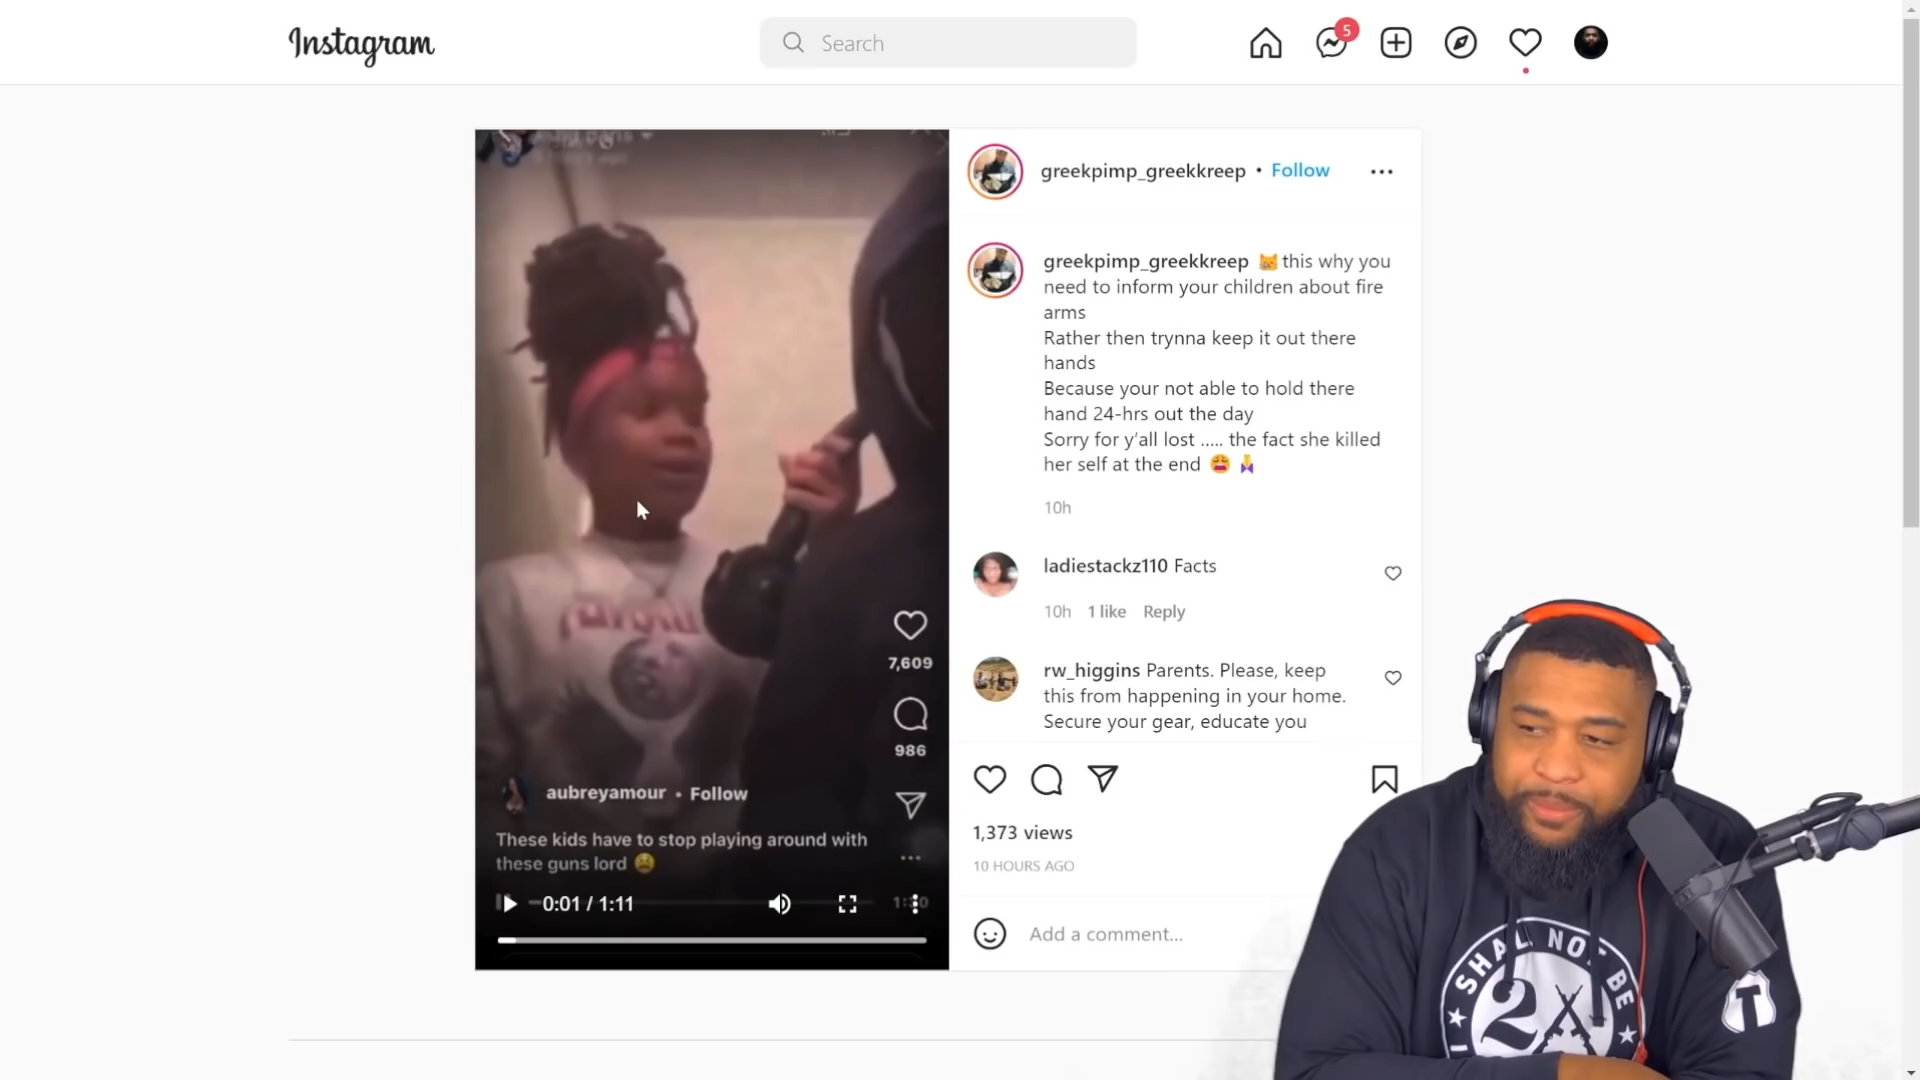 Instagram
Search
5
greekpimp_greekkreep • Follow
greekpimp_greekkreep 😹 this why you
need to inform your children about fire
arms
Rather then trynna keep it out there
hands
Because your not able to hold there
hand 24-hrs out the day
Sorry for y'all lost ..... the fact she killed
her self at the end 😩 🙏
10h
ladiestackz110 Facts
10h 1 like Reply
rw_higgins Parents. Please, keep
this from happening in your home.
Secure your gear, educate you
7,609
986
aubreyamour • Follow
These kids have to stop playing around with
these guns lord 😫
0:01 / 1:11
1,373 views
10 HOURS AGO
Add a comment...
SHAL NOT BE
2
T